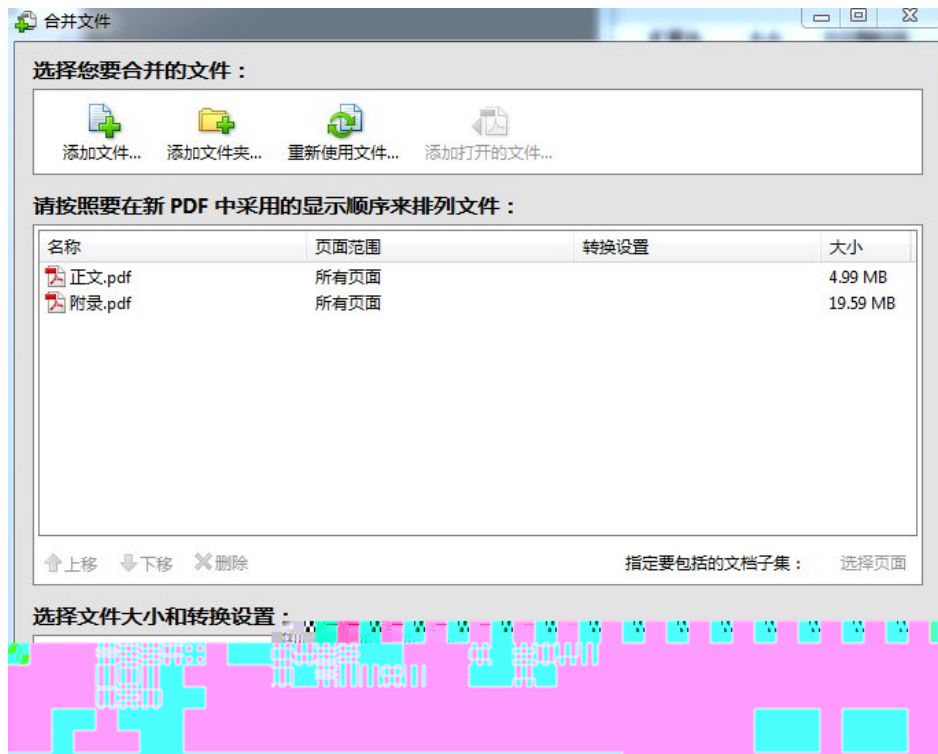 合并文件
选择您要合并的文件：
添加文件... 添加文件夹... 重新使用文件... 添加打开的文件...
请按照要在新 PDF 中采用的显示顺序来排列文件：
名称 页面范围 转换设置 大小
正文.pdf 所有页面 4.99 MB
附录.pdf 所有页面 19.59 MB
上移 下移 删除 指定要包括的文档子集： 选择页面
选择文件大小和转换设置：